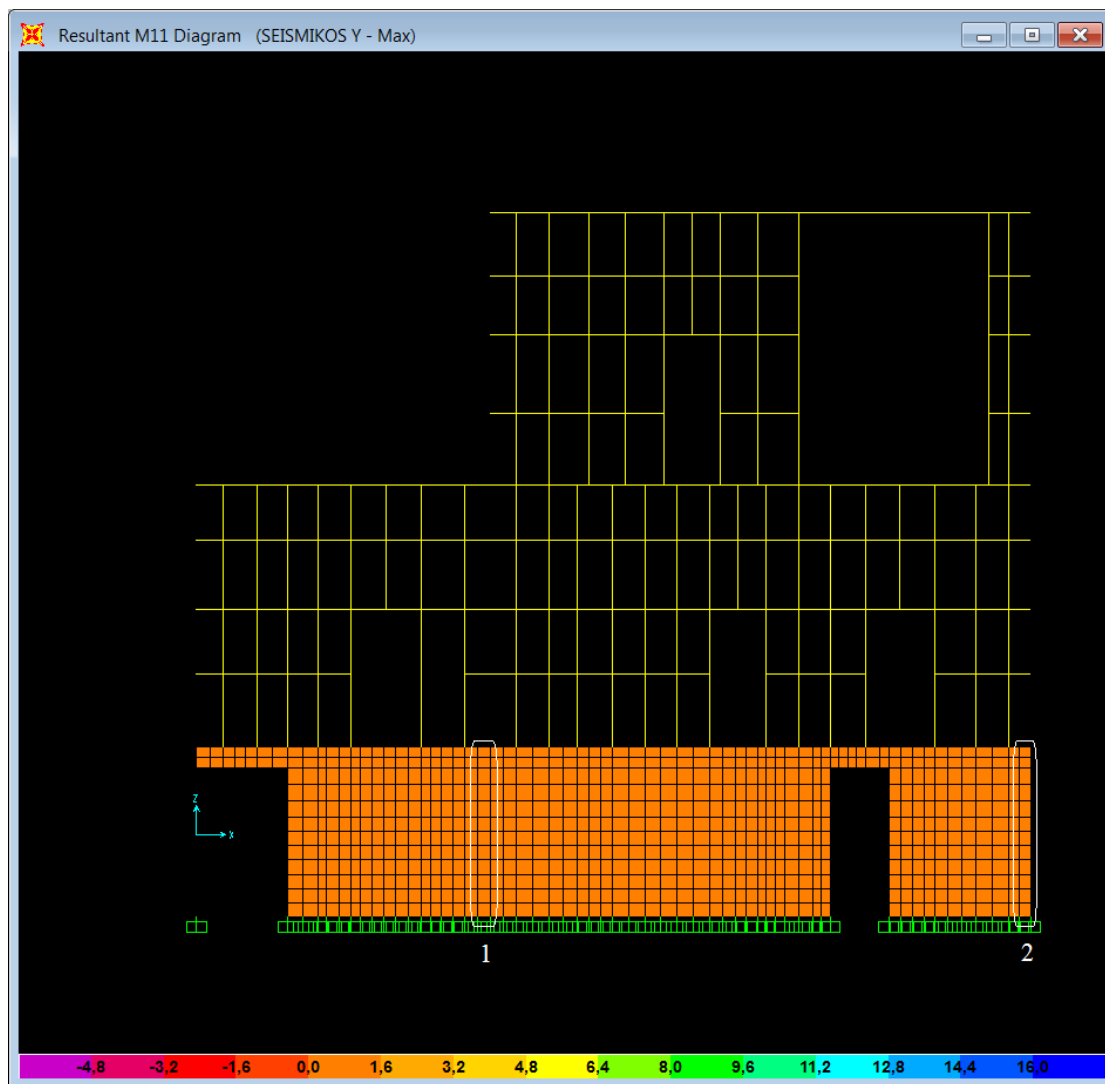 Resultant M11 Diagram   (SEISMIKOS Y - Max)
Z
X
1 2
-4,8 -3,2 -1,6 0,0 1,6 3,2 4,8 6,4 8,0 9,6 11,2 12,8 14,4 16,0